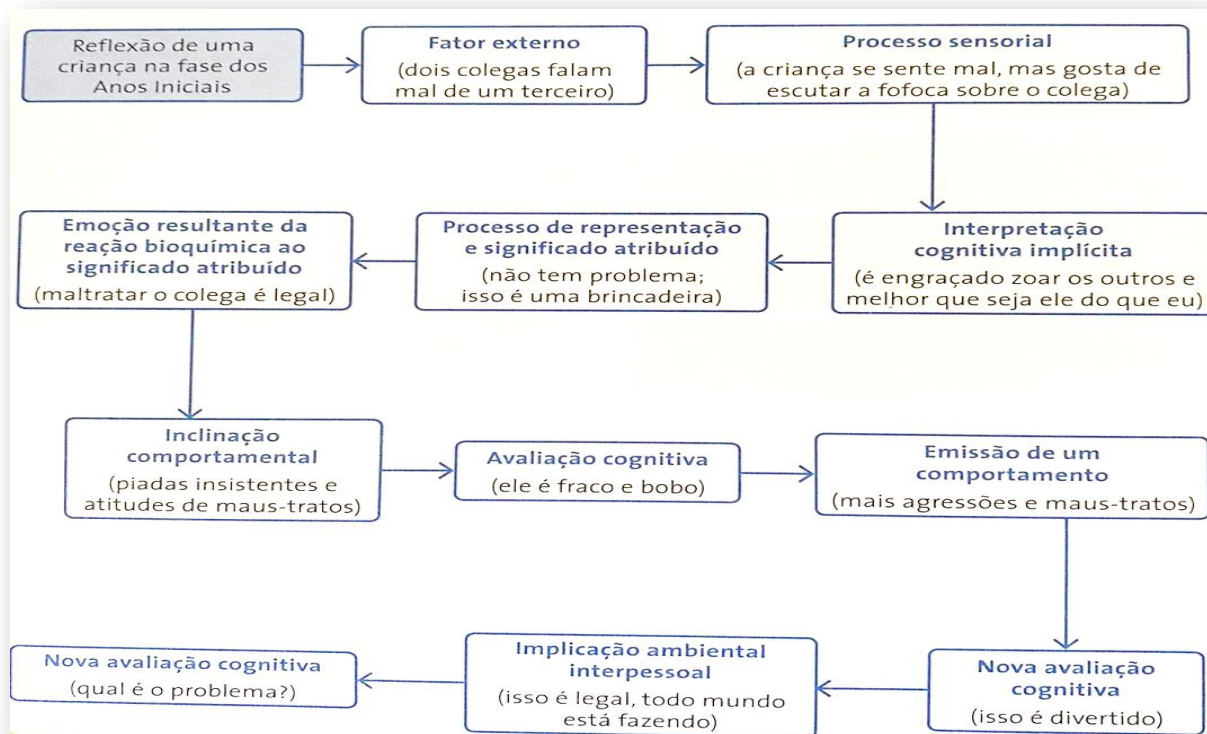 Reflexão de uma
criança na fase dos
Anos Iniciais
Fator externo
(dois colegas falam
mal de um terceiro)
Processo sensorial
(a criança se sente mal, mas gosta de
escutar a fofoca sobre o colega)
Interpretação
cognitiva implícita
(é engraçado zoar os outros e
melhor que seja ele do que eu)
Processo de representação
e significado atribuído
(não tem problema;
isso é uma brincadeira)
Emoção resultante da
reação bioquímica ao
significado atribuído
(maltratar o colega é legal)
Inclinação
comportamental
(piadas insistentes e
atitudes de maus-tratos)
Avaliação cognitiva
(ele é fraco e bobo)
Emissão de um
comportamento
(mais agressões e maus-tratos)
Nova avaliação
cognitiva
(isso é divertido)
Implicação ambiental
interpessoal
(isso é legal, todo mundo
está fazendo)
Nova avaliação cognitiva
(qual é o problema?)